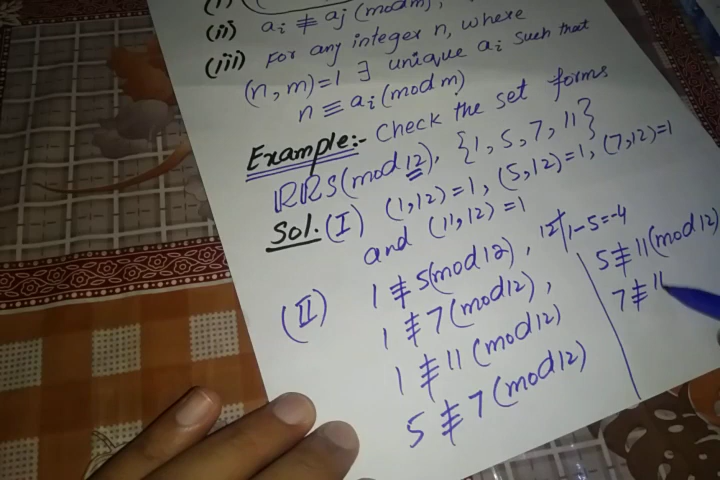 (ii) ai ≢ aj (mod m),
(iii) For any integer n, where
(n, m)=1 ∃ unique ai such that
n ≡ ai (mod m)
Example:- Check the set forms
RRS(mod 12), {1, 5, 7, 11}
Sol. (I) (1,12)=1, (5,12)=1, (7,12)=1
and (11,12)=1
(II) 1 ≢ 5(mod 12), 12∤1-5=-4
1 ≢ 7(mod 12),
1 ≢ 11(mod 12)
5 ≢ 7(mod 12)
5 ≢ 11(mod 12)
7 ≢ 11